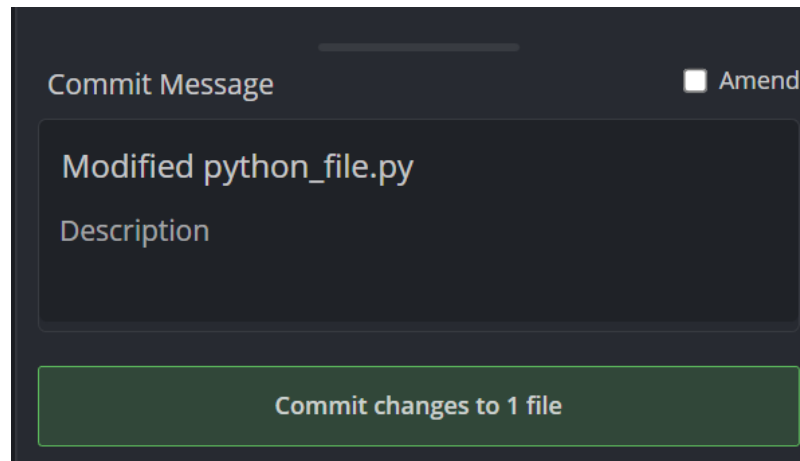 Commit Message
Amend
Modified python_file.py
Description
Commit changes to 1 file